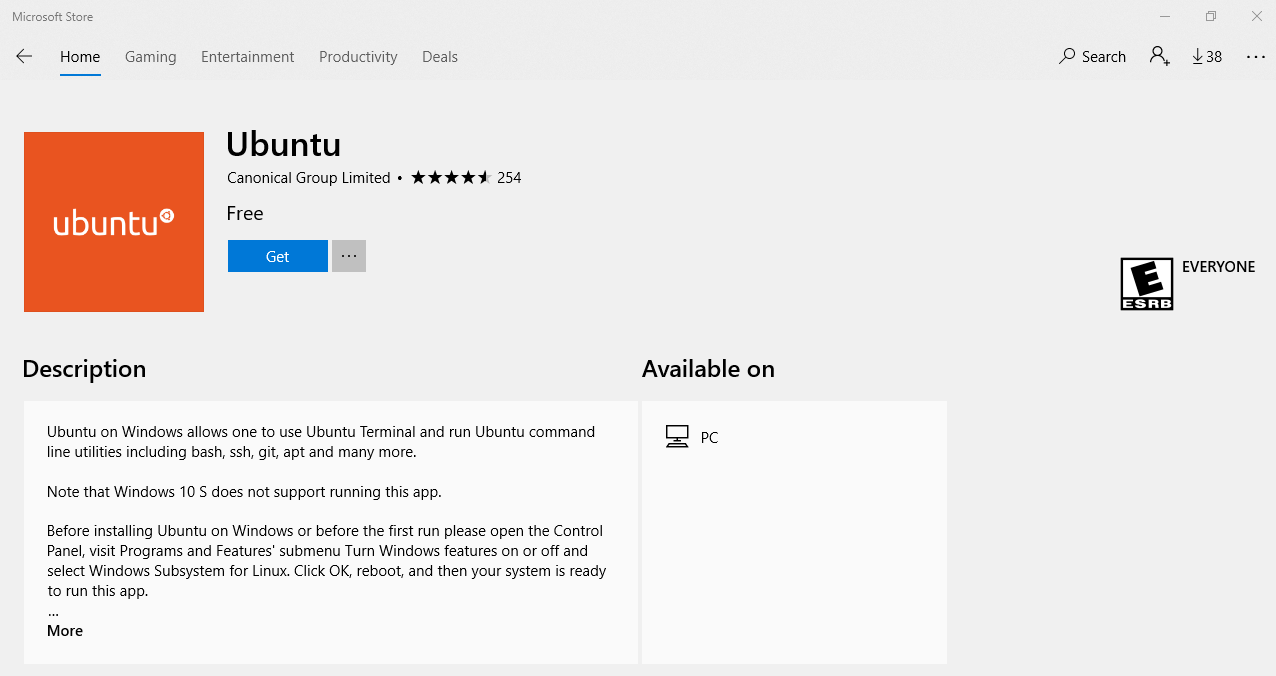 Microsoft Store
Home Gaming Entertainment Productivity Deals Search 38
ubuntu
Ubuntu
Canonical Group Limited • 254
Free
Get ...
E
ESRB
EVERYONE
Description
Ubuntu on Windows allows one to use Ubuntu Terminal and run Ubuntu command
line utilities including bash, ssh, git, apt and many more.
Note that Windows 10 S does not support running this app.
Before installing Ubuntu on Windows or before the first run please open the Control
Panel, visit Programs and Features' submenu Turn Windows features on or off and
select Windows Subsystem for Linux. Click OK, reboot, and then your system is ready
to run this app.
...
More
Available on
PC